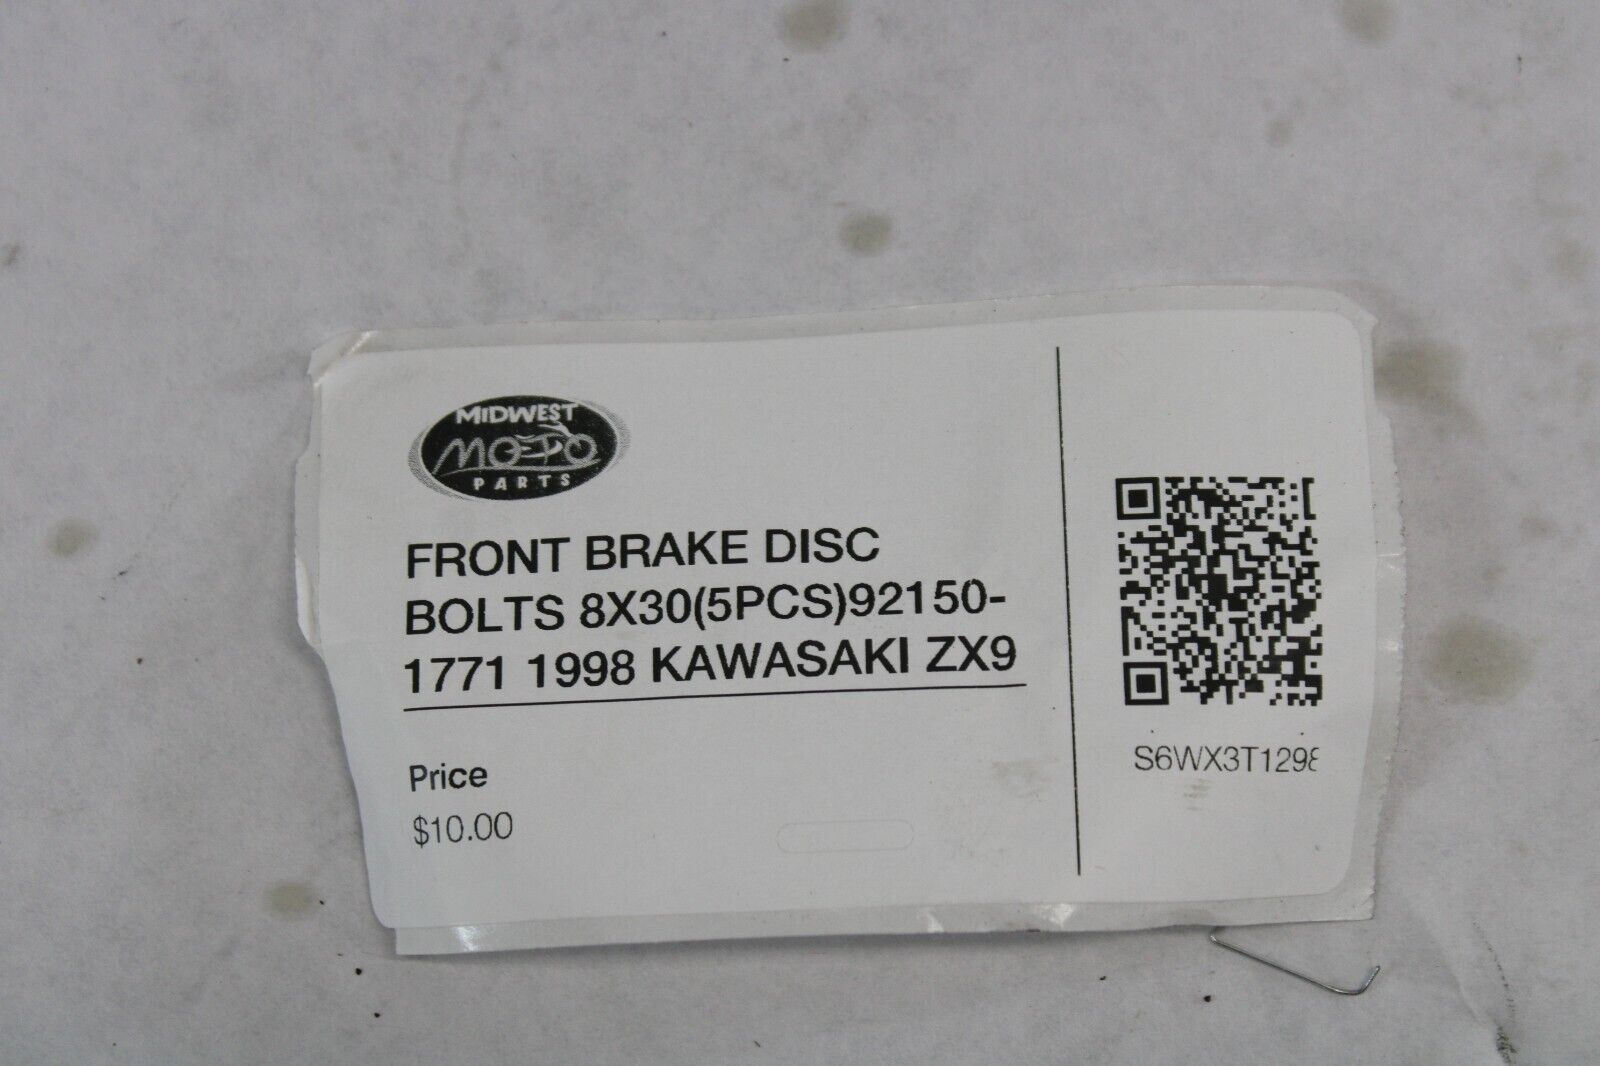 MIDWEST
MOTO
PARTS
FRONT BRAKE DISC
BOLTS 8X30(5PCS)92150-
1771 1998 KAWASAKI ZX9
Price
$10.00
S6WX3T1298